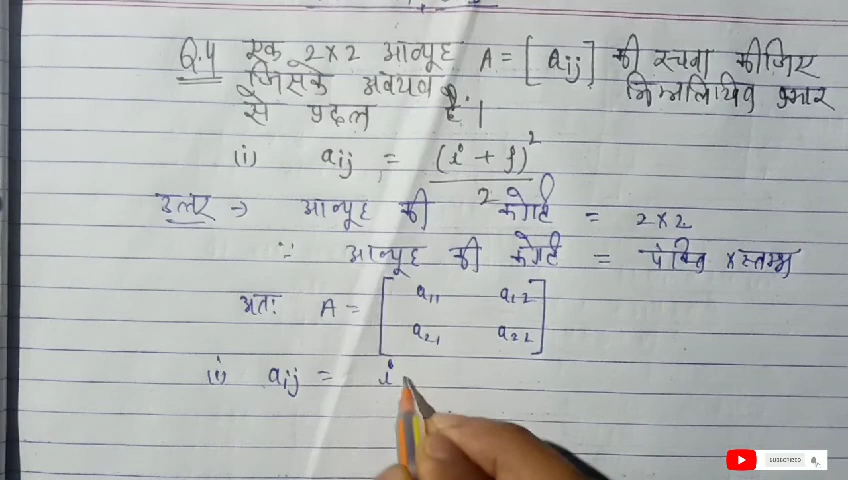 Q.4 एक 2×2 आव्यूह A = [aij] की रचना कीजिए
जिसके अवयव निम्नलिखित प्रकार
से प्रदत्त हैं।
(i) aij = (i + j)² / 2
उत्तर → आव्यूह की कोटि = 2×2
∵ आव्यूह की कोटि = पंक्ति × स्तम्भ
अतः A = [ a₁₁ a₁₂
a₂₁ a₂₂ ]
(i) aij = i
SUBSCRIBED